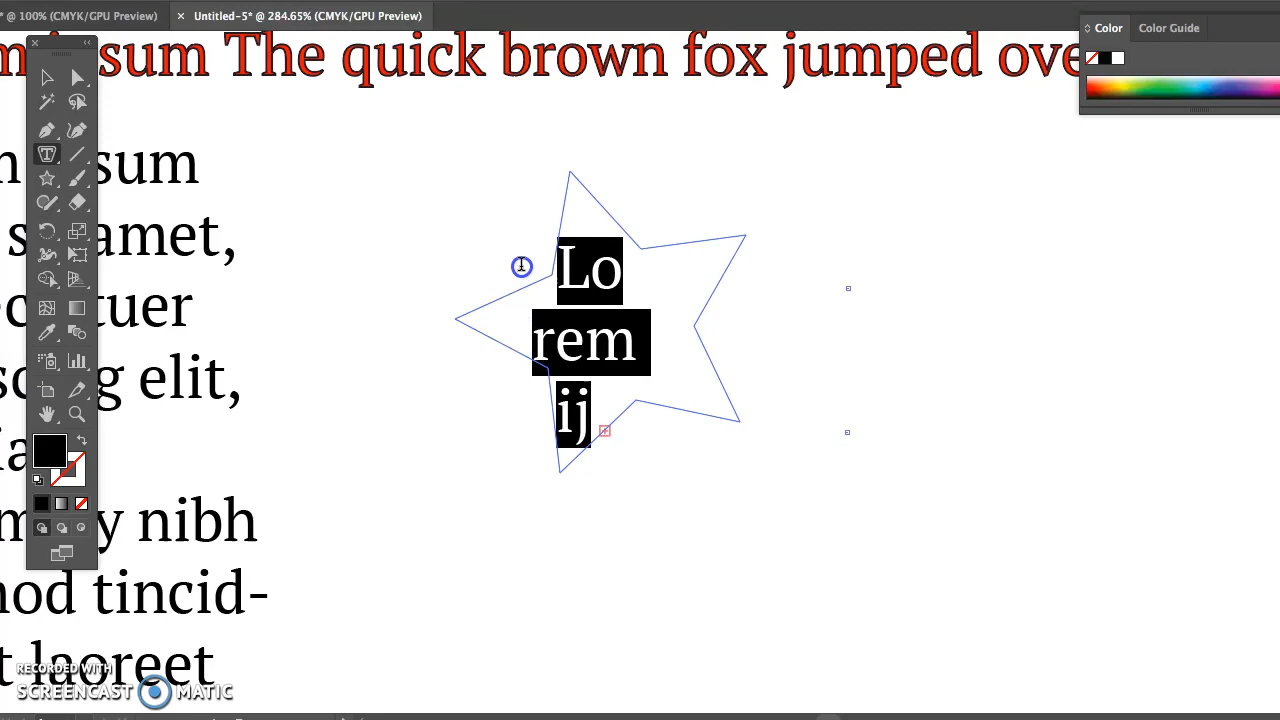 * @ 100% (CMYK/GPU Preview)
× Untitled-5* @ 284.65% (CMYK/GPU Preview)
Color Color Guide
sum The quick brown fox jumped ove
sum
amet,
tuer
g elit,
y nibh
nod tincid-
t laoreet
Lo
rem
ij
RECORDED WITH
SCREENCAST MATIC